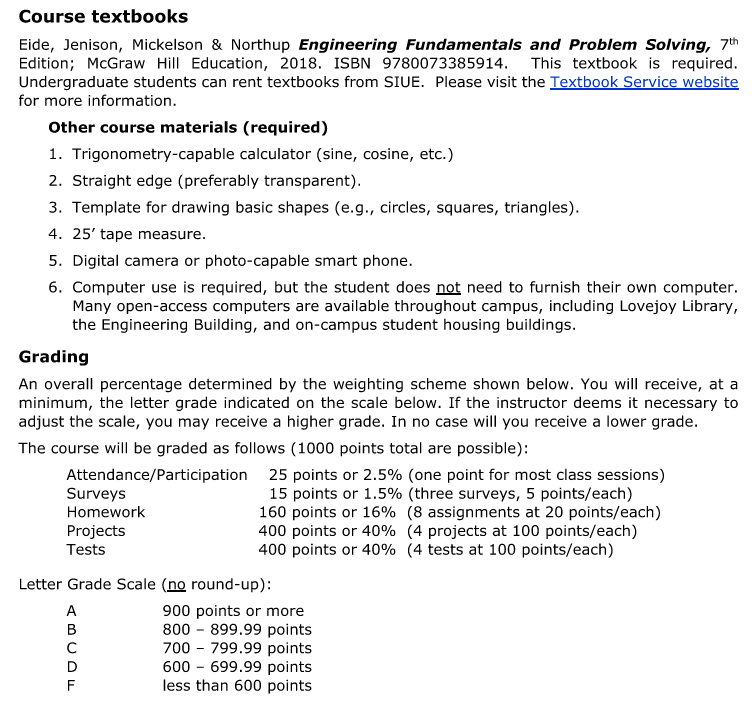 Course textbooks
Eide, Jenison, Mickelson & Northup Engineering Fundamentals and Problem Solving, 7th
Edition; McGraw Hill Education, 2018. ISBN 9780073385914. This textbook is required.
Undergraduate students can rent textbooks from SIUE. Please visit the Textbook Service website
for more information.
Other course materials (required)
1. Trigonometry-capable calculator (sine, cosine, etc.)
2. Straight edge (preferably transparent).
3. Template for drawing basic shapes (e.g., circles, squares, triangles).
4. 25’ tape measure.
5. Digital camera or photo-capable smart phone.
6. Computer use is required, but the student does not need to furnish their own computer.
Many open-access computers are available throughout campus, including Lovejoy Library,
the Engineering Building, and on-campus student housing buildings.
Grading
An overall percentage determined by the weighting scheme shown below. You will receive, at a
minimum, the letter grade indicated on the scale below. If the instructor deems it necessary to
adjust the scale, you may receive a higher grade. In no case will you receive a lower grade.
The course will be graded as follows (1000 points total are possible):
Attendance/Participation 25 points or 2.5% (one point for most class sessions)
Surveys 15 points or 1.5% (three surveys, 5 points/each)
Homework 160 points or 16% (8 assignments at 20 points/each)
Projects 400 points or 40% (4 projects at 100 points/each)
Tests 400 points or 40% (4 tests at 100 points/each)
Letter Grade Scale (no round-up):
A 900 points or more
B 800 – 899.99 points
C 700 – 799.99 points
D 600 – 699.99 points
F less than 600 points